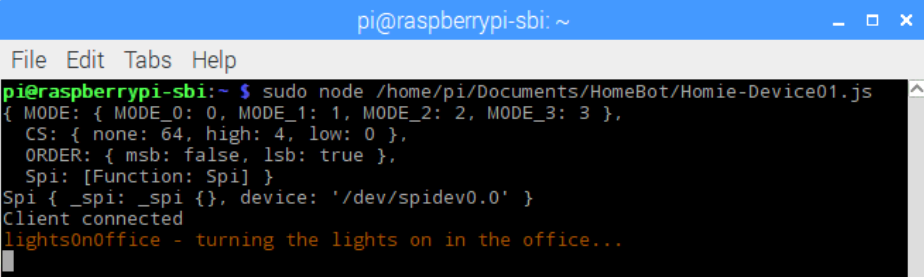 pi@raspberrypi-sbi: ~
File Edit Tabs Help
pi@raspberrypi-sbi:~ $ sudo node /home/pi/Documents/HomeBot/Homie-Device01.js
{ MODE: { MODE_0: 0, MODE_1: 1, MODE_2: 2, MODE_3: 3 },
CS: { none: 64, high: 4, low: 0 },
ORDER: { msb: false, lsb: true },
Spi: [Function: Spi] }
Spi { _spi: _spi {}, device: '/dev/spidev0.0' }
Client connected
lightsOnOffice - turning the lights on in the office...